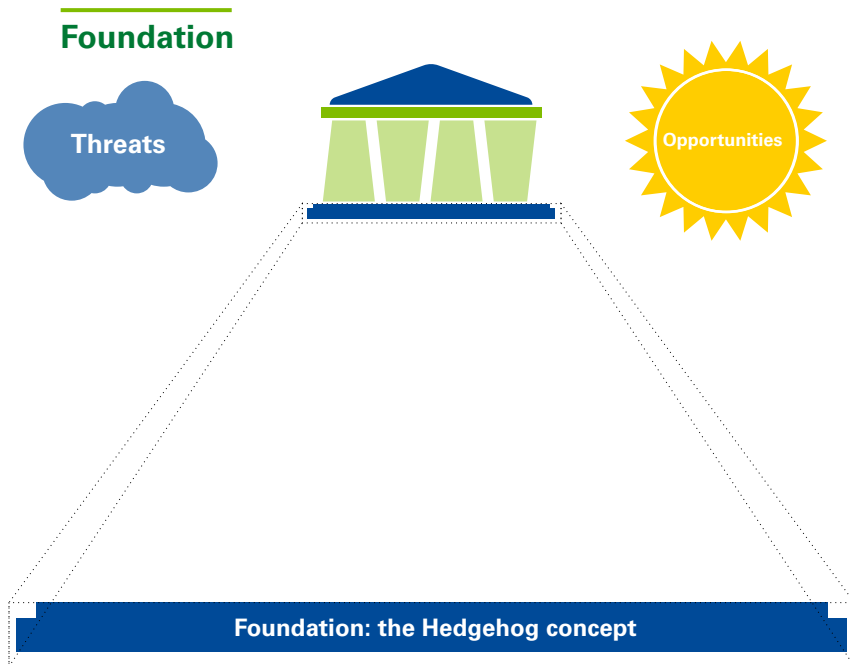 Foundation
Threats
Opportunities
Foundation: the Hedgehog concept